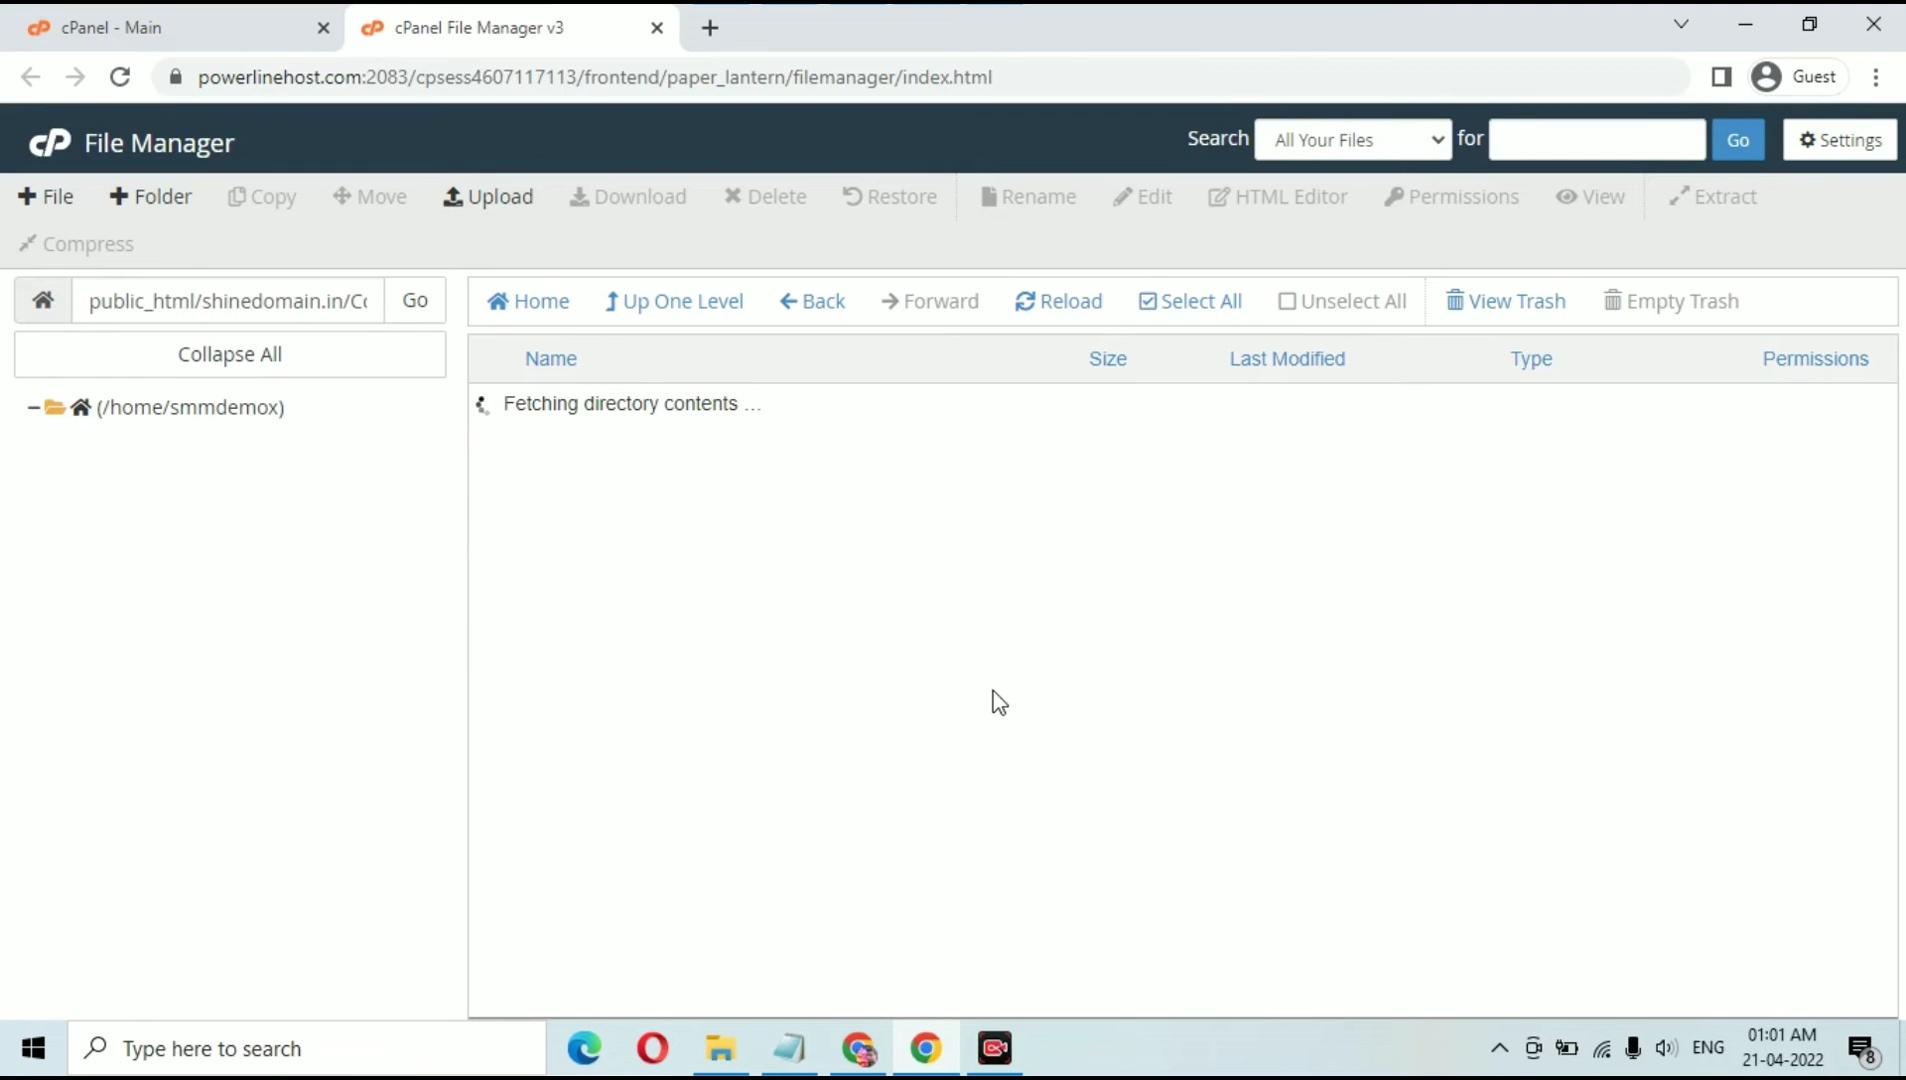 cPanel - Main
cPanel File Manager v3
powerlinehost.com:2083/cpsess4607117113/frontend/paper_lantern/filemanager/index.html
Guest
cP File Manager
Search All Your Files for Go Settings
File Folder Copy Move Upload Download Delete Restore Rename Edit HTML Editor Permissions View Extract
Compress
public_html/shinedomain.in/Co Go
Home Up One Level Back Forward Reload Select All Unselect All View Trash Empty Trash
Collapse All
Name Size Last Modified Type Permissions
(/home/smmdemox)
Fetching directory contents ...
Type here to search
ENG
01:01 AM
21-04-2022
8